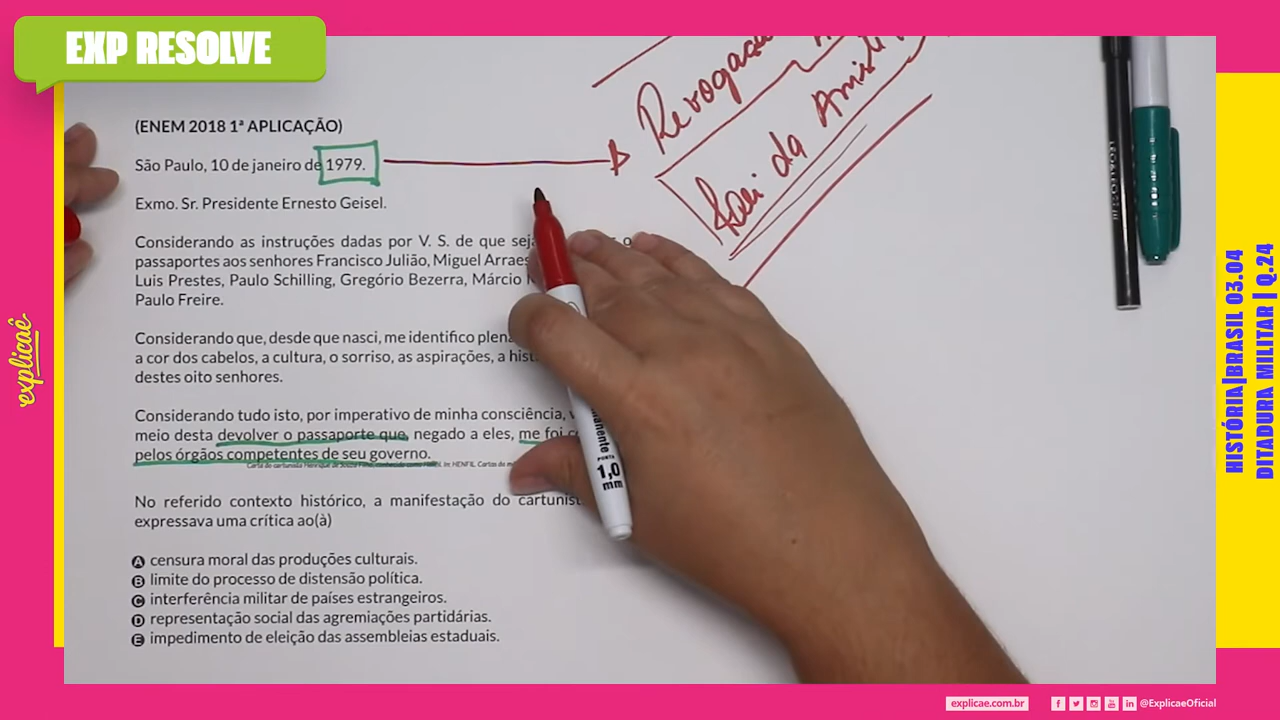 EXP RESOLVE
(ENEM 2018 1ª APLICAÇÃO)
São Paulo, 10 de janeiro de 1979.
Exmo. Sr. Presidente Ernesto Geisel.
Considerando as instruções dadas por V. S. de que
passaportes aos senhores Francisco Julião, Miguel Arraes
Luis Prestes, Paulo Schilling, Gregório Bezerra, Márcio
Paulo Freire.
Considerando que, desde que nasci, me identifico
a cor dos cabelos, a cultura, o sorriso, as aspirações, a
destes oito senhores.
Considerando tudo isto, por imperativo de minha consciência,
meio desta devolver o passaporte que, negado a eles, me foi
pelos órgãos competentes de seu governo.
No referido contexto histórico, a manifestação do
expressava uma crítica ao(à)
A censura moral das produções culturais.
B limite do processo de distensão política.
C interferência militar de países estrangeiros.
D representação social das agremiações partidárias.
E impedimento de eleição das assembleias estaduais.
Lei da
1,0
mm
explicaê
HISTÓRIA|BRASIL 03.04
DITADURA MILITAR | Q.24
explicae.com.br
@ExplicaeOficial